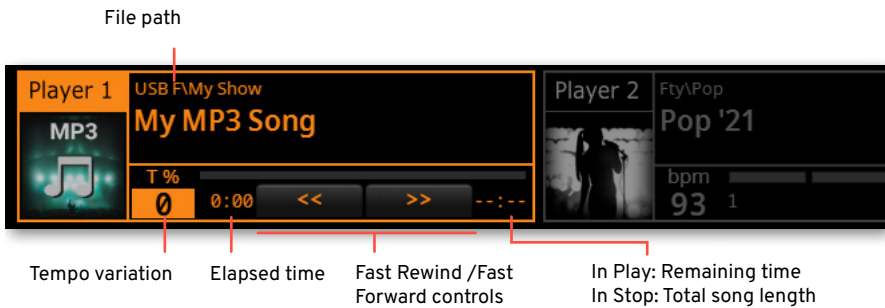 File path
Player 1
USB F\My Show
My MP3 Song
MP3
T %
0
0:00
<<
>>
--:--
Player 2
Fty\Pop
Pop '21
bpm
93
1
Tempo variation
Elapsed time
Fast Rewind /Fast
Forward controls
In Play: Remaining time
In Stop: Total song length